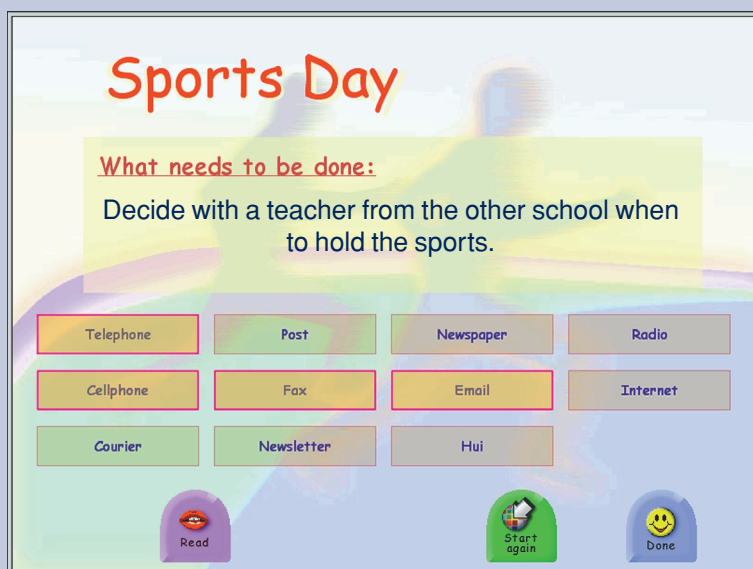 Sports Day
What needs to be done:
Decide with a teacher from the other school when
to hold the sports.
Telephone Post Newspaper Radio
Cellphone Fax Email Internet
Courier Newsletter Hui
Read Start again Done